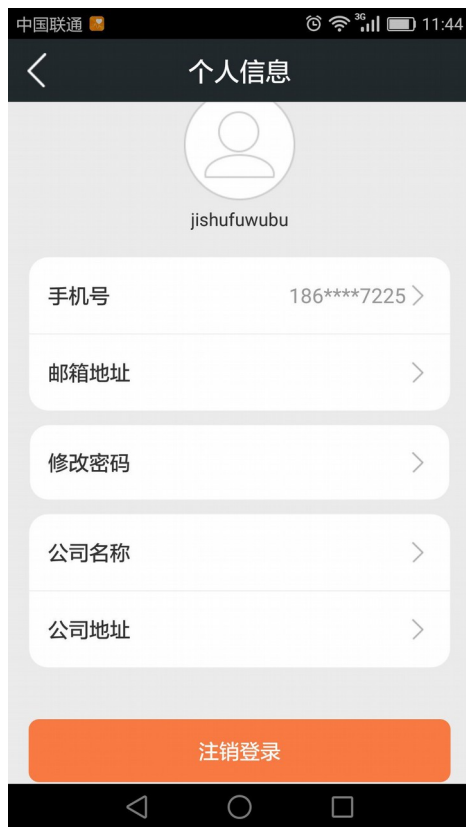 中国联通 3G 11:44
个人信息
jishufuwubu
手机号 186****7225
邮箱地址
修改密码
公司名称
公司地址
注销登录